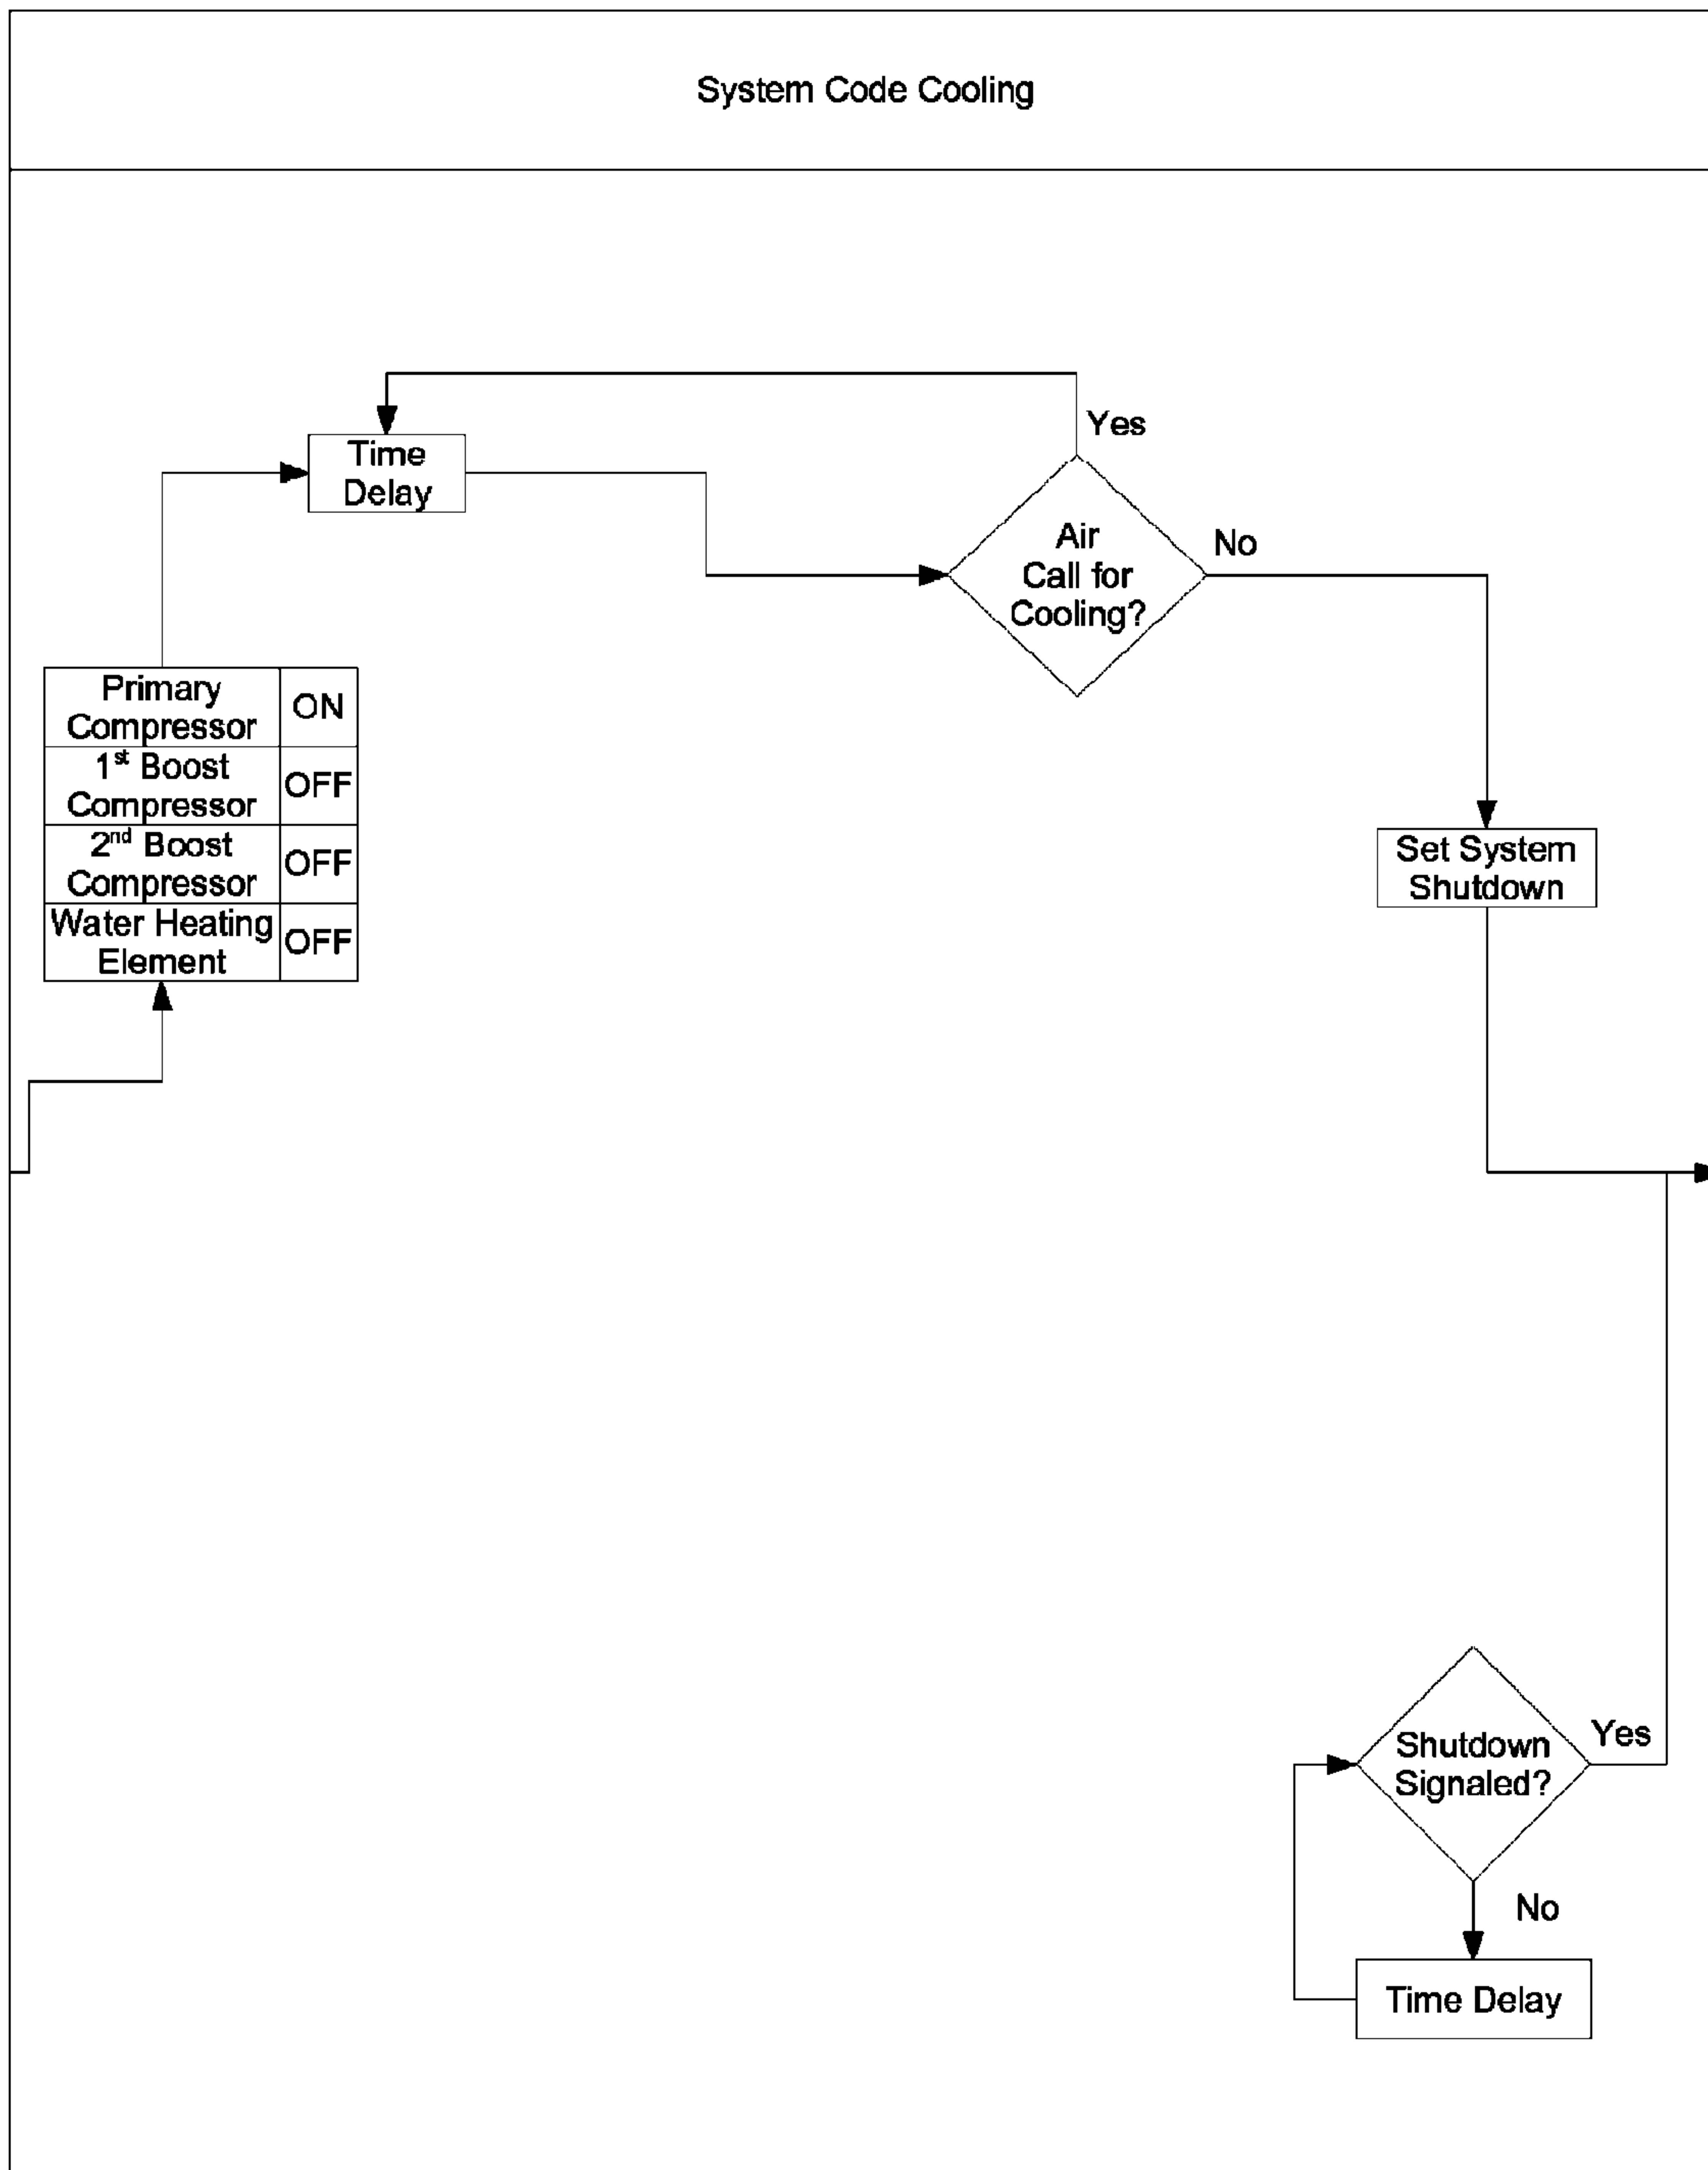 System Code Cooling
Yes
Time
Delay
Air
Call for
Cooling?
No
Primary
Compressor
ON
1st Boost
Compressor
OFF
2nd Boost
Compressor
OFF
Water Heating
Element
OFF
Set System
Shutdown
Shutdown
Signaled?
Yes
No
Time Delay